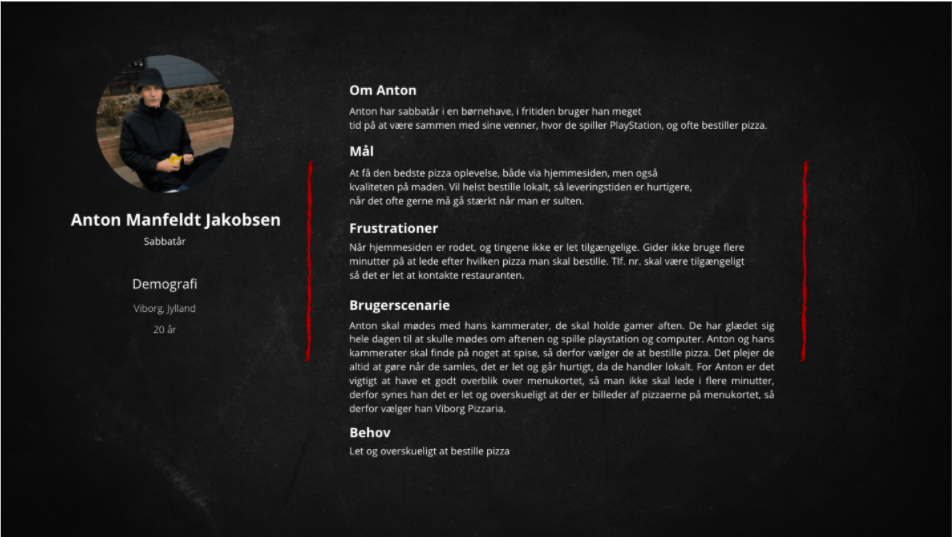 Anton Manfeldt Jakobsen
Sabbatår
Demografi
Viborg, Jylland
20 år
Om Anton
Anton har sabbatår i en børnehave, i fritiden bruger han meget
tid på at være sammen med sine venner, hvor de spiller PlayStation, og ofte bestiller pizza.
Mål
At få den bedste pizza oplevelse, både via hjemmesiden, men også
kvaliteten på maden. Vil helst bestille lokalt, så leveringstiden er hurtigere,
når det ofte gerne må gå stærkt når man er sulten.
Frustrationer
Når hjemmesiden er rodet, og tingene ikke er let tilgængelige. Gider ikke bruge flere
minutter på at lede efter hvilken pizza man skal bestille. Tlf. nr. skal være tilgængeligt
så det er let at kontakte restauranten.
Brugerscenarie
Anton skal mødes med hans kammerater, de skal holde gamer aften. De har glædet sig
hele dagen til at skulle mødes om aftenen og spille playstation og computer. Anton og hans
kammerater skal finde på noget at spise, så derfor vælger de at bestille pizza. Det plejer de
altid at gøre når de samles, det er let og går hurtigt, da de handler lokalt. For Anton er det
vigtigt at have et godt overblik over menukortet, så man ikke skal lede i flere minutter,
derfor synes han det er let og overskueligt at der er billeder af pizzaerne på menukortet, så
derfor vælger han Viborg Pizzaria.
Behov
Let og overskueligt at bestille pizza